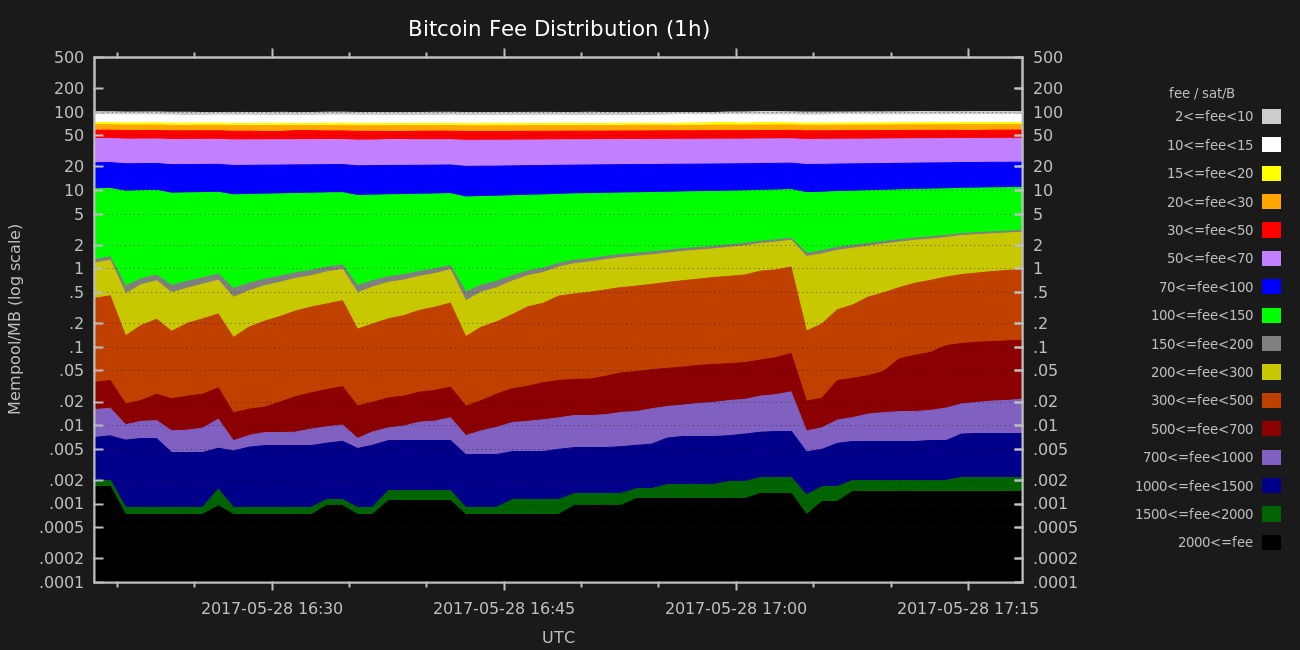 Bitcoin Fee Distribution (1h)
Mempool/MB (log scale)
500
200
100
50
20
10
5
2
1
.5
.2
.1
.05
.02
.01
.005
.002
.001
.0005
.0002
.0001
500
200
100
50
20
10
5
2
1
.5
.2
.1
.05
.02
.01
.005
.002
.001
.0005
.0002
.0001
fee / sat/B
2<=fee<10
10<=fee<15
15<=fee<20
20<=fee<30
30<=fee<50
50<=fee<70
70<=fee<100
100<=fee<150
150<=fee<200
200<=fee<300
300<=fee<500
500<=fee<700
700<=fee<1000
1000<=fee<1500
1500<=fee<2000
2000<=fee
2017-05-28 16:30 2017-05-28 16:45 2017-05-28 17:00 2017-05-28 17:15
UTC